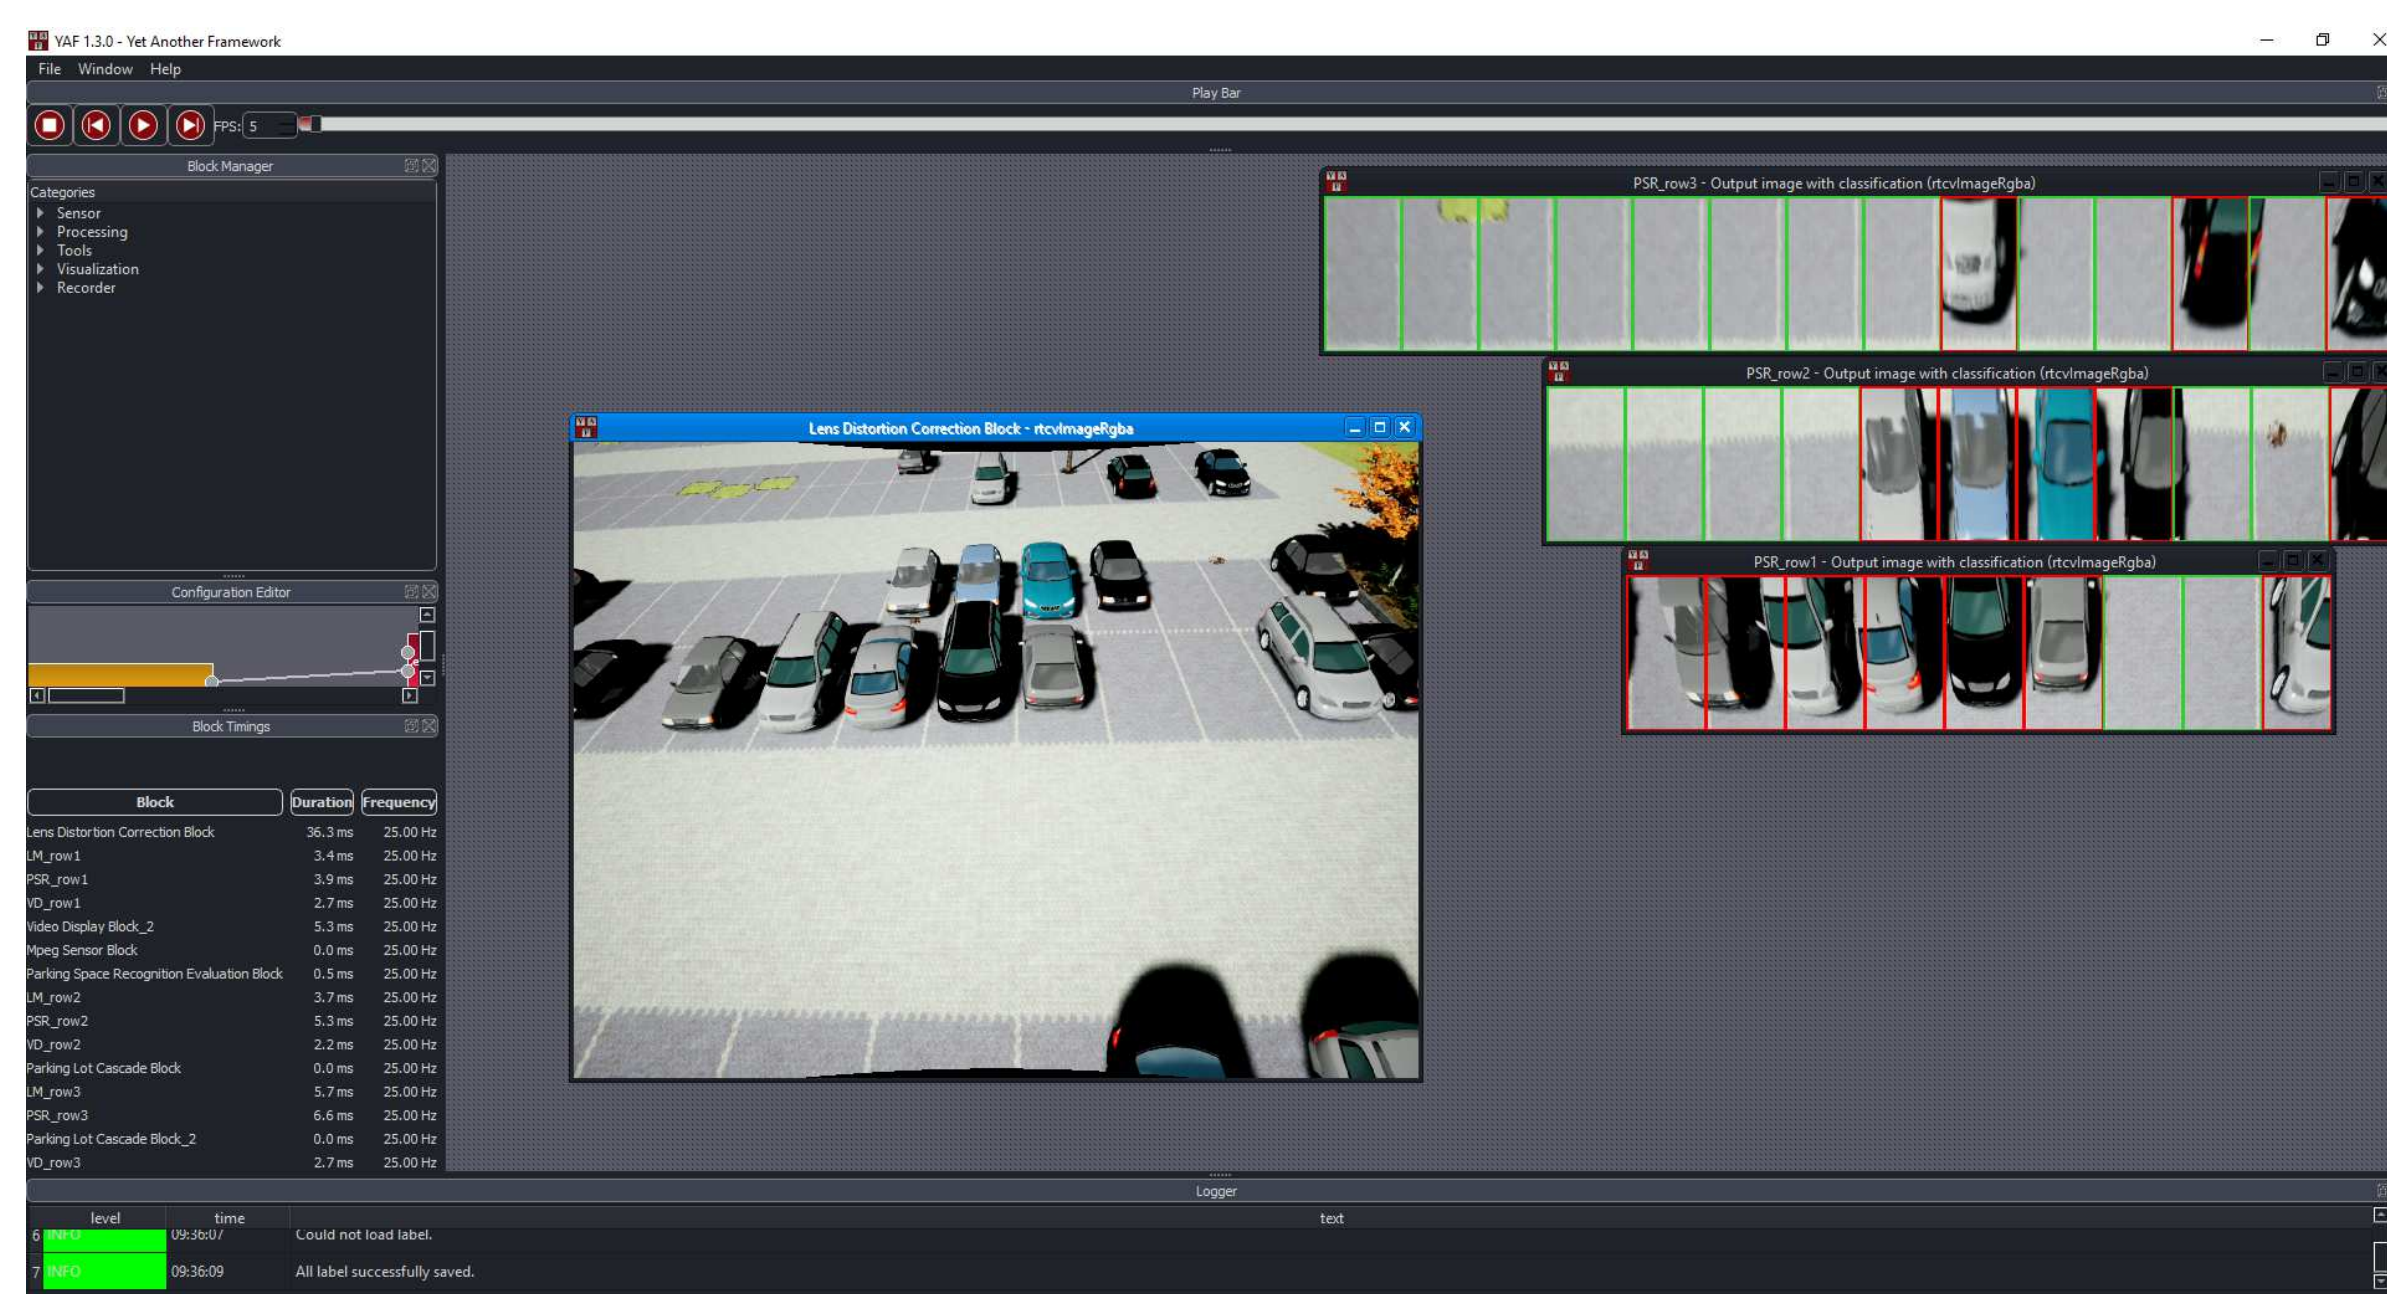 YAF 1.3.0 - Yet Another Framework
File Window Help
Play Bar
FPS: 5
Block Manager
Categories
Sensor
Processing
Tools
Visualization
Recorder
PSR_row3 - Output image with classification (rtcvImageRgba)
PSR_row2 - Output image with classification (rtcvImageRgba)
Lens Distortion Correction Block - rtcvImageRgba
PSR_row1 - Output image with classification (rtcvImageRgba)
Configuration Editor
Block Timings
Block Duration Frequency
Lens Distortion Correction Block 36.3 ms 25.00 Hz
LM_row1 3.4 ms 25.00 Hz
PSR_row1 3.9 ms 25.00 Hz
VD_row1 2.7 ms 25.00 Hz
Video Display Block_2 5.3 ms 25.00 Hz
Mpeg Sensor Block 0.0 ms 25.00 Hz
Parking Space Recognition Evaluation Block 0.5 ms 25.00 Hz
LM_row2 3.7 ms 25.00 Hz
PSR_row2 5.3 ms 25.00 Hz
VD_row2 2.2 ms 25.00 Hz
Parking Lot Cascade Block 0.0 ms 25.00 Hz
LM_row3 5.7 ms 25.00 Hz
PSR_row3 6.6 ms 25.00 Hz
Parking Lot Cascade Block_2 0.0 ms 25.00 Hz
VD_row3 2.7 ms 25.00 Hz
Logger
level time text
6 INFO 09:36:07 Could not load label.
7 INFO 09:36:09 All label successfully saved.